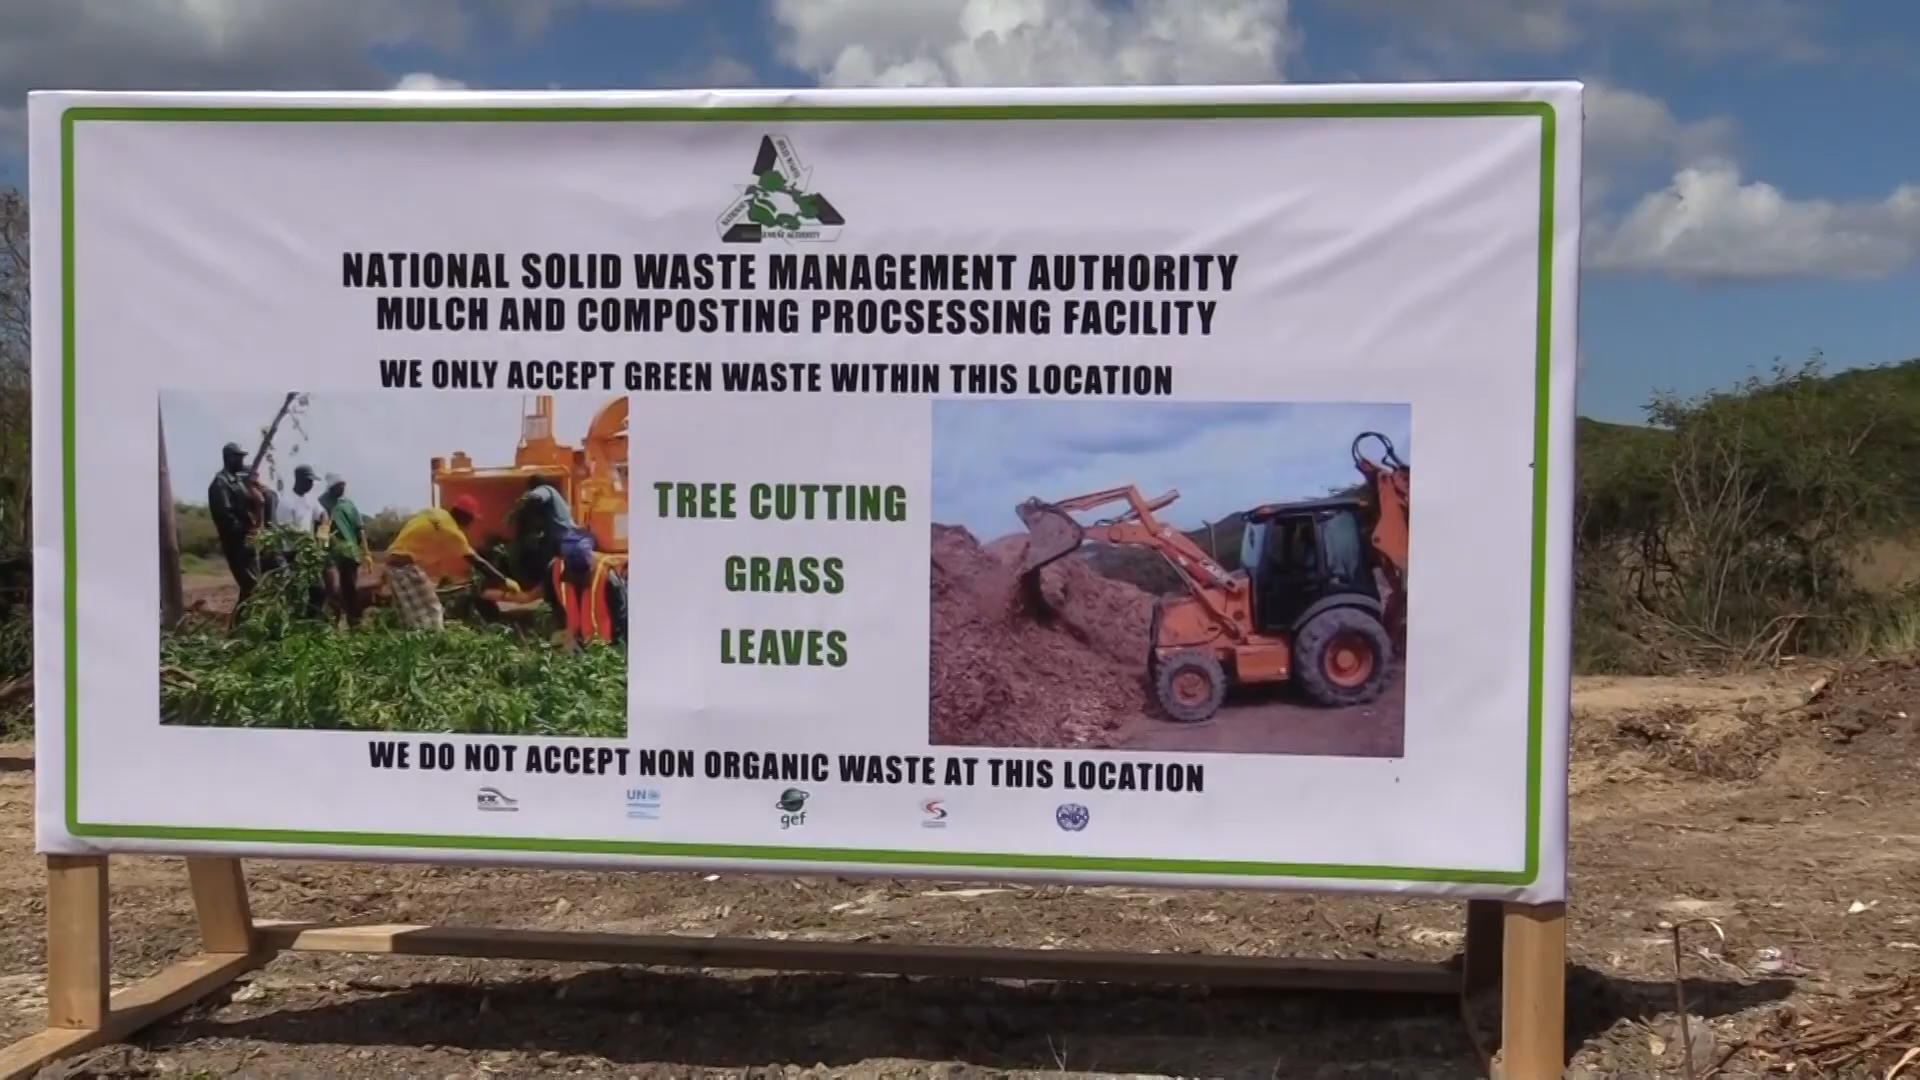 NATIONAL SOLID WASTE MANAGEMENT AUTHORITY
MULCH AND COMPOSTING PROCSESSING FACILITY
WE ONLY ACCEPT GREEN WASTE WITHIN THIS LOCATION
TREE CUTTING
GRASS
LEAVES
WE DO NOT ACCEPT NON ORGANIC WASTE AT THIS LOCATION
UN
gef